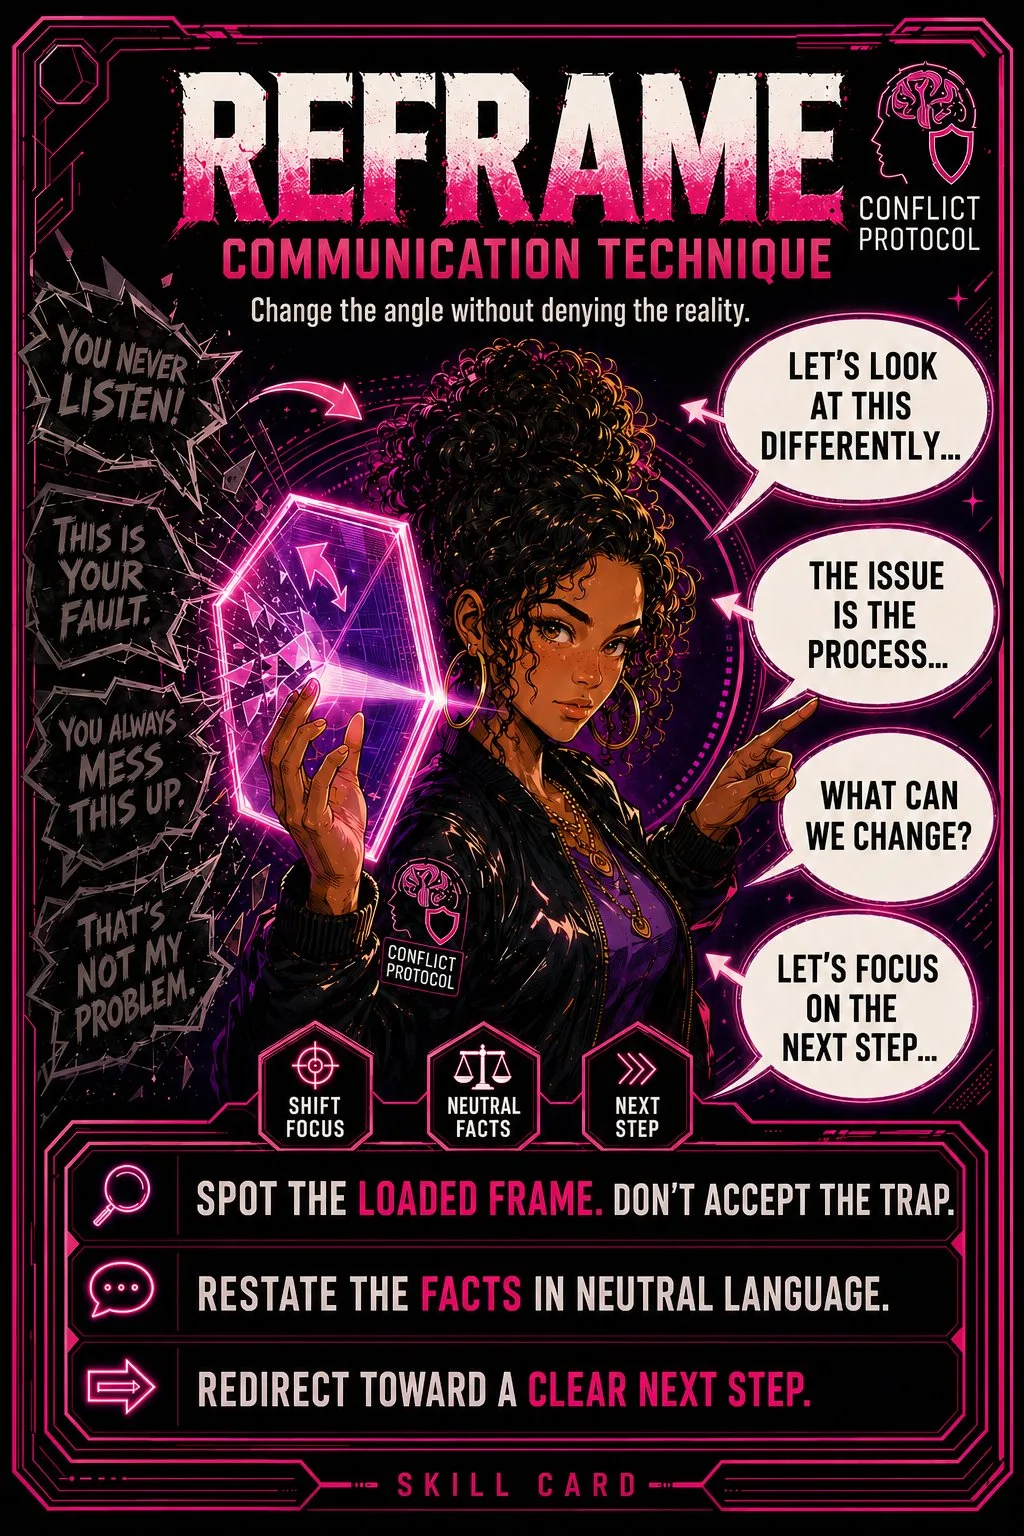 REFRAME
CONFLICT
PROTOCOL
COMMUNICATION TECHNIQUE
Change the angle without denying the reality.
YOU NEVER
LISTEN!
THIS IS
YOUR
FAULT.
YOU ALWAYS
MESS
THIS UP.
THAT'S
NOT MY
PROBLEM.
LET'S LOOK
AT THIS
DIFFERENTLY...
THE ISSUE
IS THE
PROCESS...
WHAT CAN
WE CHANGE?
LET'S FOCUS
ON THE
NEXT STEP...
CONFLICT
PROTOCOL
SHIFT
FOCUS
NEUTRAL
FACTS
NEXT
STEP
SPOT THE LOADED FRAME. DON'T ACCEPT THE TRAP.
RESTATE THE FACTS IN NEUTRAL LANGUAGE.
REDIRECT TOWARD A CLEAR NEXT STEP.
SKILL CARD